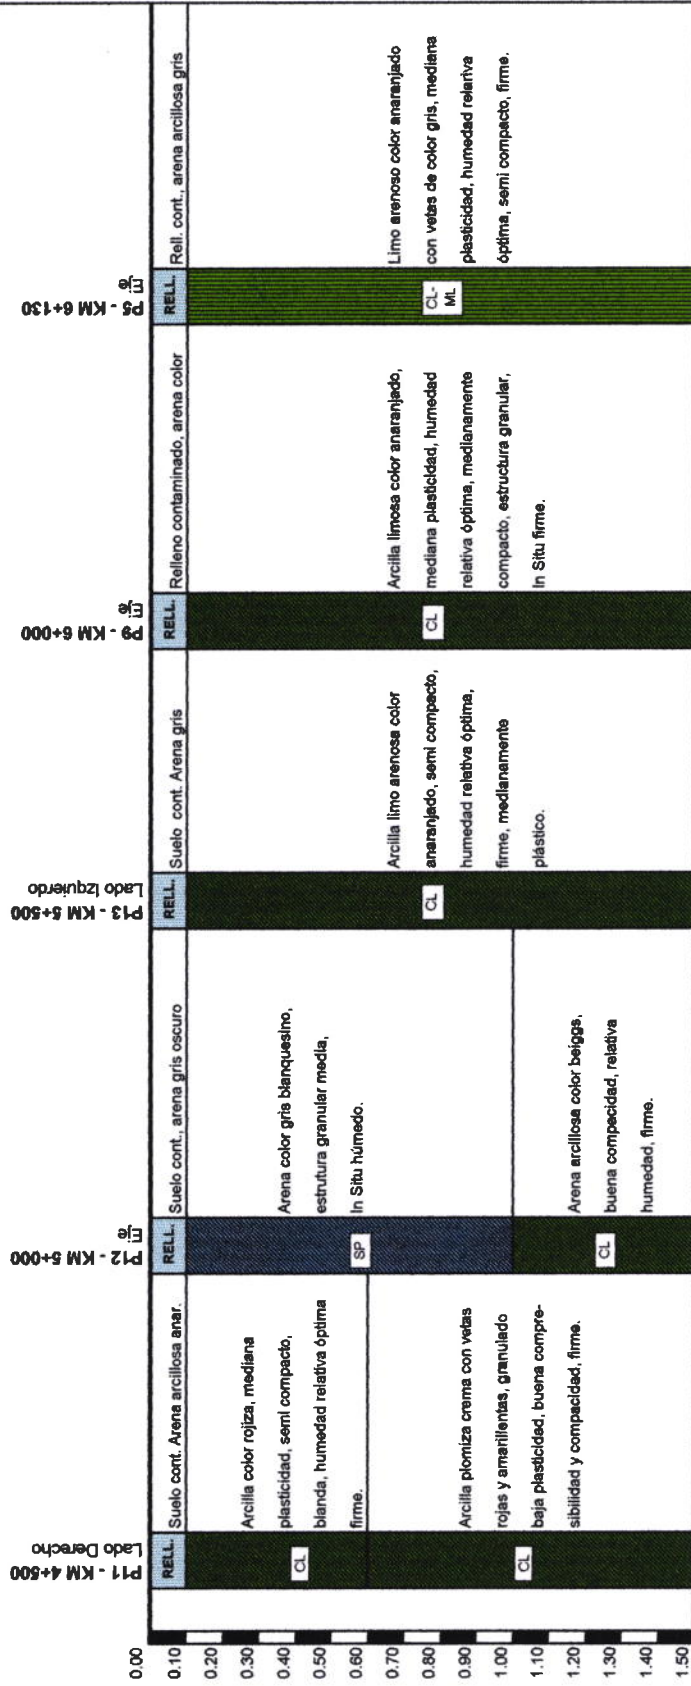 0.00
0.10
0.20
0.30
0.40
0.50
0.60
0.70
0.80
0.90
1.00
1.10
1.20
1.30
1.40
1.50
P11 - KM 4+500
Lado Derecho
RELL.
Suelo cont. Arena arcillosa anar.
CL
Arcilla color rojiza, mediana
plasticidad, semi compacto,
blanda, humedad relativa óptima
firme.
CL
Arcilla plomiza crema con vetas
rojas y amarillentas, granulado
baja plasticidad, buena compre-
sibilidad y compacidad, firme.
P12 - KM 5+000
Eje
RELL.
Suelo cont., arena gris oscuro
SP
Arena color gris blanquesino,
estrutura granular media,
In Situ húmedo.
CL
Arena arcillosa color beiggs,
buena compacidad, relativa
humedad, firme.
P13 - KM 5+500
Lado Izquierdo
RELL.
Suelo cont. Arena gris
CL
Arcilla limo arenosa color
anaranjado, semi compacto,
humedad relativa óptima,
firme, medianamente
plástico.
P9 - KM 6+000
Eje
RELL.
Relleno contaminado, arena color
CL
Arcilla limosa color anaranjado,
mediana plasticidad, humedad
relativa óptima, medianamente
compacto, estructura granular,
In Situ firme.
P5 - KM 6+130
Eje
RELL.
Rell. cont., arena arcillosa gris
CL-
ML
Limo arenoso color anaranjado
con vetas de color gris, mediana
plasticidad, humedad relariva
óptima, semi compacto, firme.